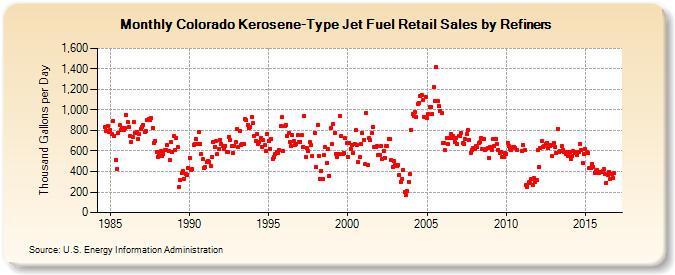 Monthly Colorado Kerosene-Type Jet Fuel Retail Sales by Refiners
Thousand Gallons per Day
1,600
1,400
1,200
1,000
800
600
400
200
0
1985 1990 1995 2000 2005 2010 2015
Source: U.S. Energy Information Administration